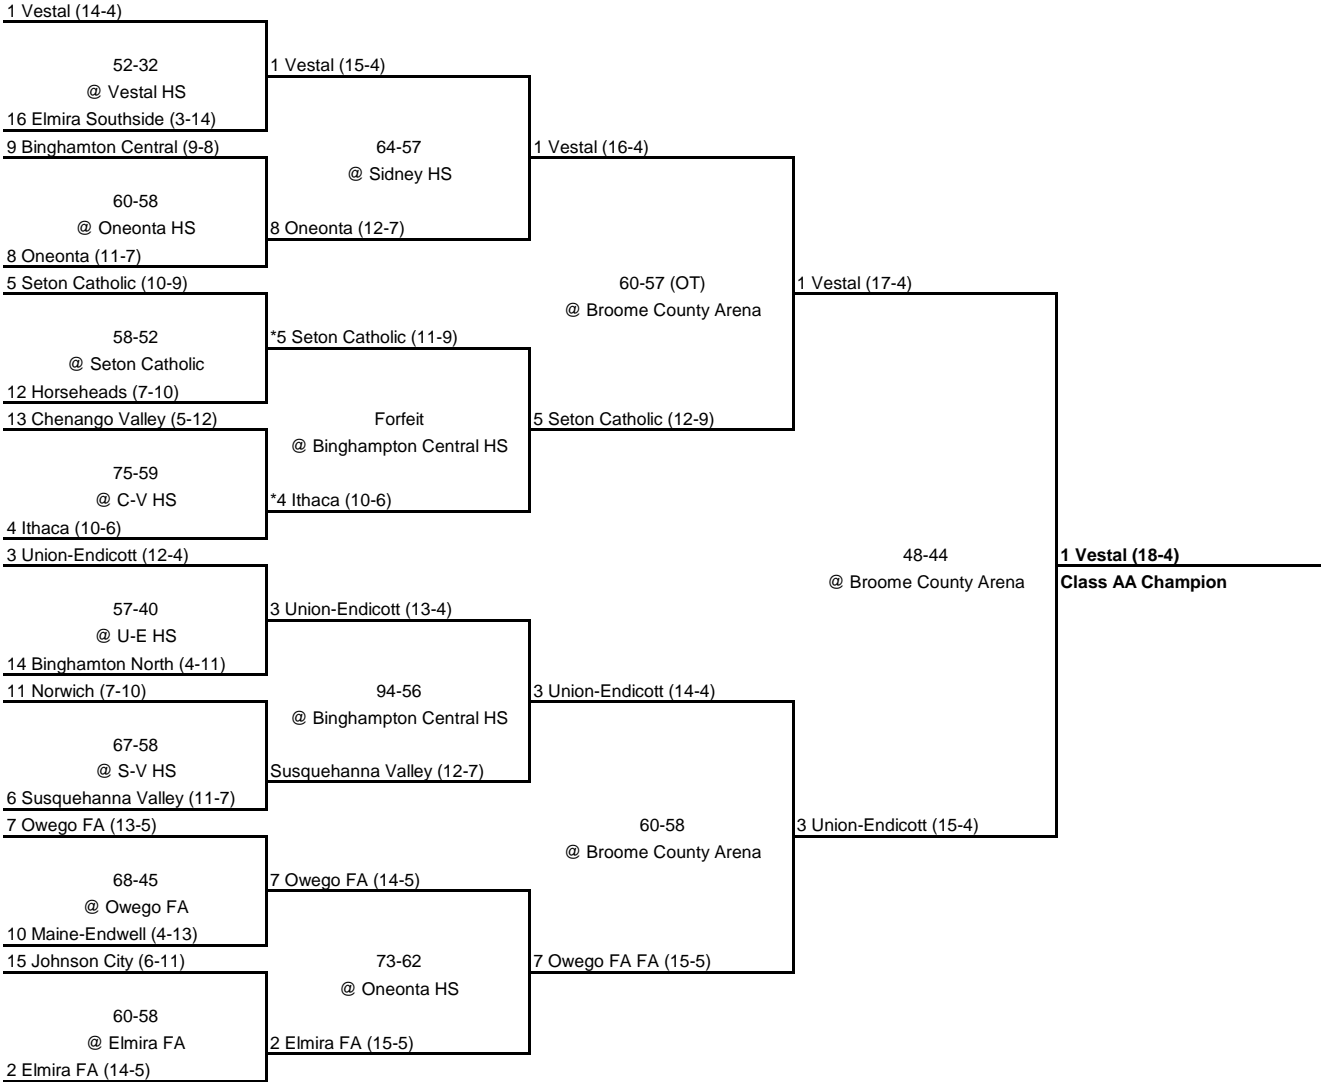 1 Vestal (14-4)
52-32
@ Vestal HS
16 Elmira Southside (3-14)
9 Binghamton Central (9-8)
60-58
@ Oneonta HS
8 Oneonta (11-7)
5 Seton Catholic (10-9)
58-52
@ Seton Catholic
12 Horseheads (7-10)
13 Chenango Valley (5-12)
75-59
@ C-V HS
4 Ithaca (10-6)
3 Union-Endicott (12-4)
57-40
@ U-E HS
14 Binghamton North (4-11)
11 Norwich (7-10)
67-58
@ S-V HS
6 Susquehanna Valley (11-7)
7 Owego FA (13-5)
68-45
@ Owego FA
10 Maine-Endwell (4-13)
15 Johnson City (6-11)
60-58
@ Elmira FA
2 Elmira FA (14-5)
1 Vestal (15-4)
64-57
@ Sidney HS
8 Oneonta (12-7)
*5 Seton Catholic (11-9)
Forfeit
@ Binghampton Central HS
*4 Ithaca (10-6)
3 Union-Endicott (13-4)
94-56
@ Binghampton Central HS
Susquehanna Valley (12-7)
7 Owego FA (14-5)
73-62
@ Oneonta HS
2 Elmira FA (15-5)
1 Vestal (16-4)
60-57 (OT)
@ Broome County Arena
5 Seton Catholic (12-9)
3 Union-Endicott (14-4)
60-58
@ Broome County Arena
7 Owego FA FA (15-5)
1 Vestal (17-4)
48-44
@ Broome County Arena
3 Union-Endicott (15-4)
1 Vestal (18-4)
Class AA Champion